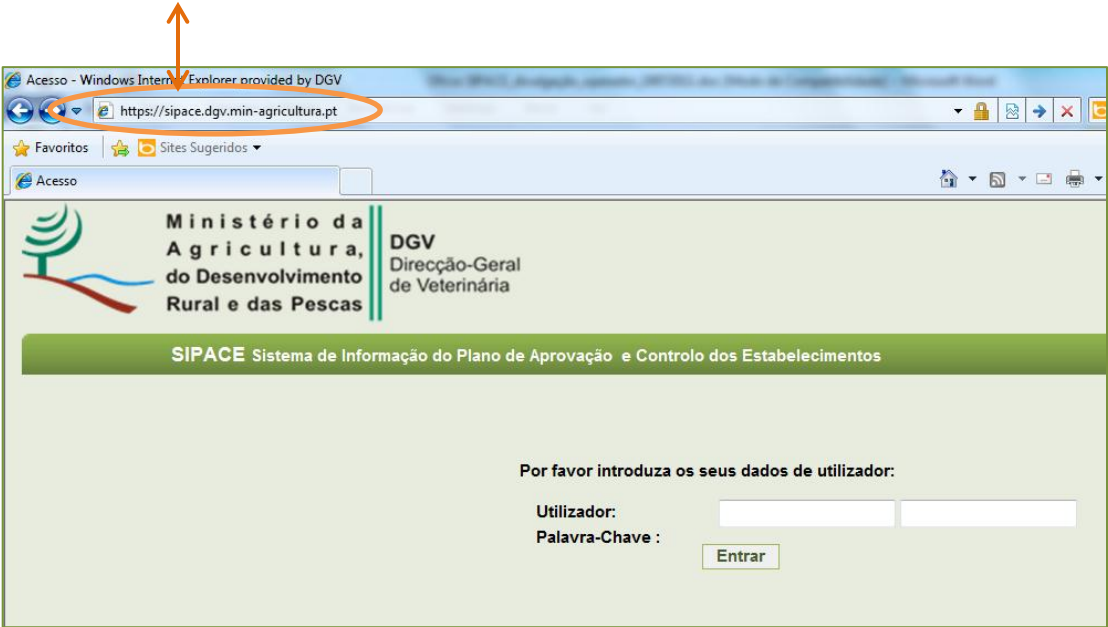 Acesso - Windows Internet Explorer provided by DGV
https://sipace.dgv.min-agricultura.pt
Favoritos
Sites Sugeridos
Acesso
Ministério da
Agricultura,
do Desenvolvimento
Rural e das Pescas
DGV
Direcção-Geral
de Veterinária
SIPACE Sistema de Informação do Plano de Aprovação e Controlo dos Estabelecimentos
Por favor introduza os seus dados de utilizador:
Utilizador:
Palavra-Chave :
Entrar